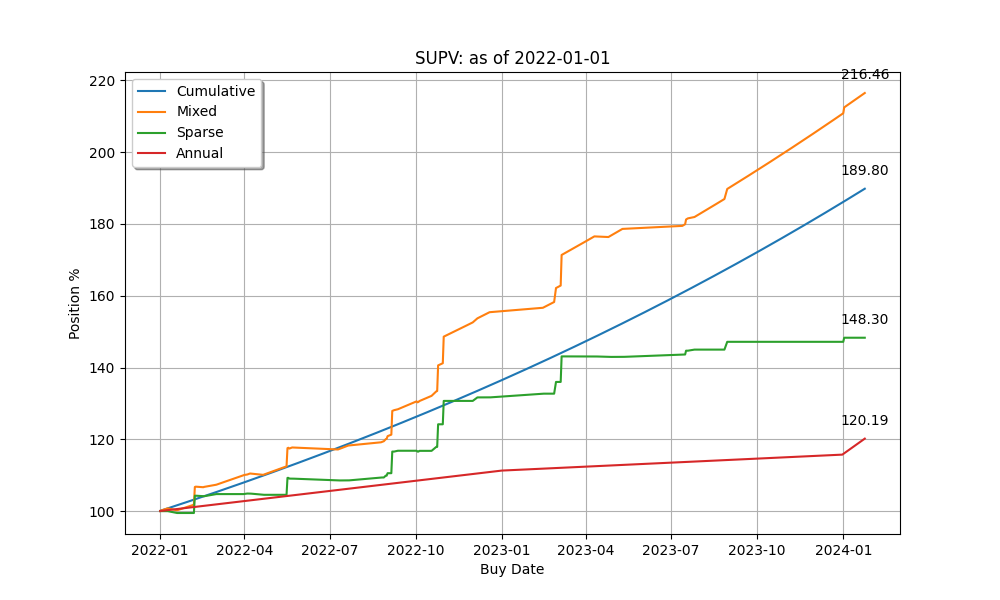 SUPV: as of 2022-01-01
216.46
189.80
148.30
120.19
Cumulative
Mixed
Sparse
Annual
220
200
180
160
140
120
100
Position %
2022-01 2022-04 2022-07 2022-10 2023-01 2023-04 2023-07 2023-10 2024-01
Buy Date